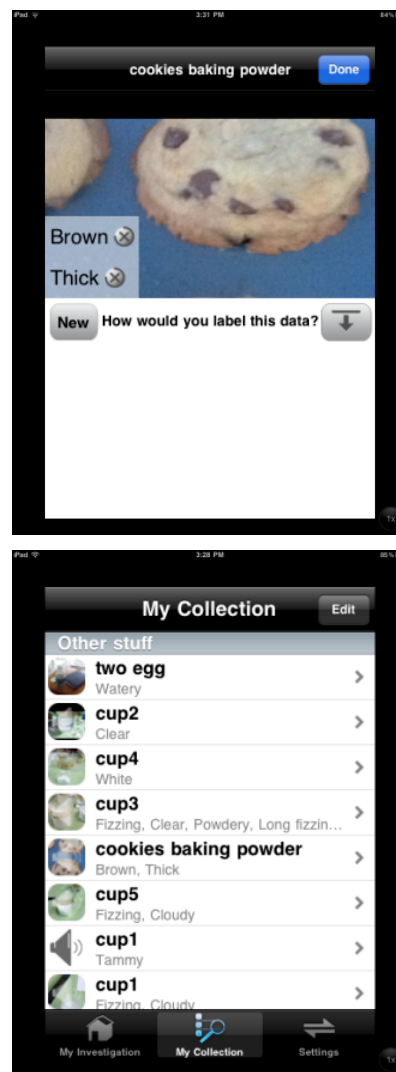 iPad 3:31 PM 84%
cookies baking powder Done
Brown
Thick
New How would you label this data?
1x
iPad 3:28 PM 85%
My Collection Edit
Other stuff
two egg
Watery
cup2
Clear
cup4
White
cup3
Fizzing, Clear, Powdery, Long fizzin...
cookies baking powder
Brown, Thick
cup5
Fizzing, Cloudy
cup1
Tammy
cup1
Fizzing, Cloudy
My Investigation My Collection Settings
1x